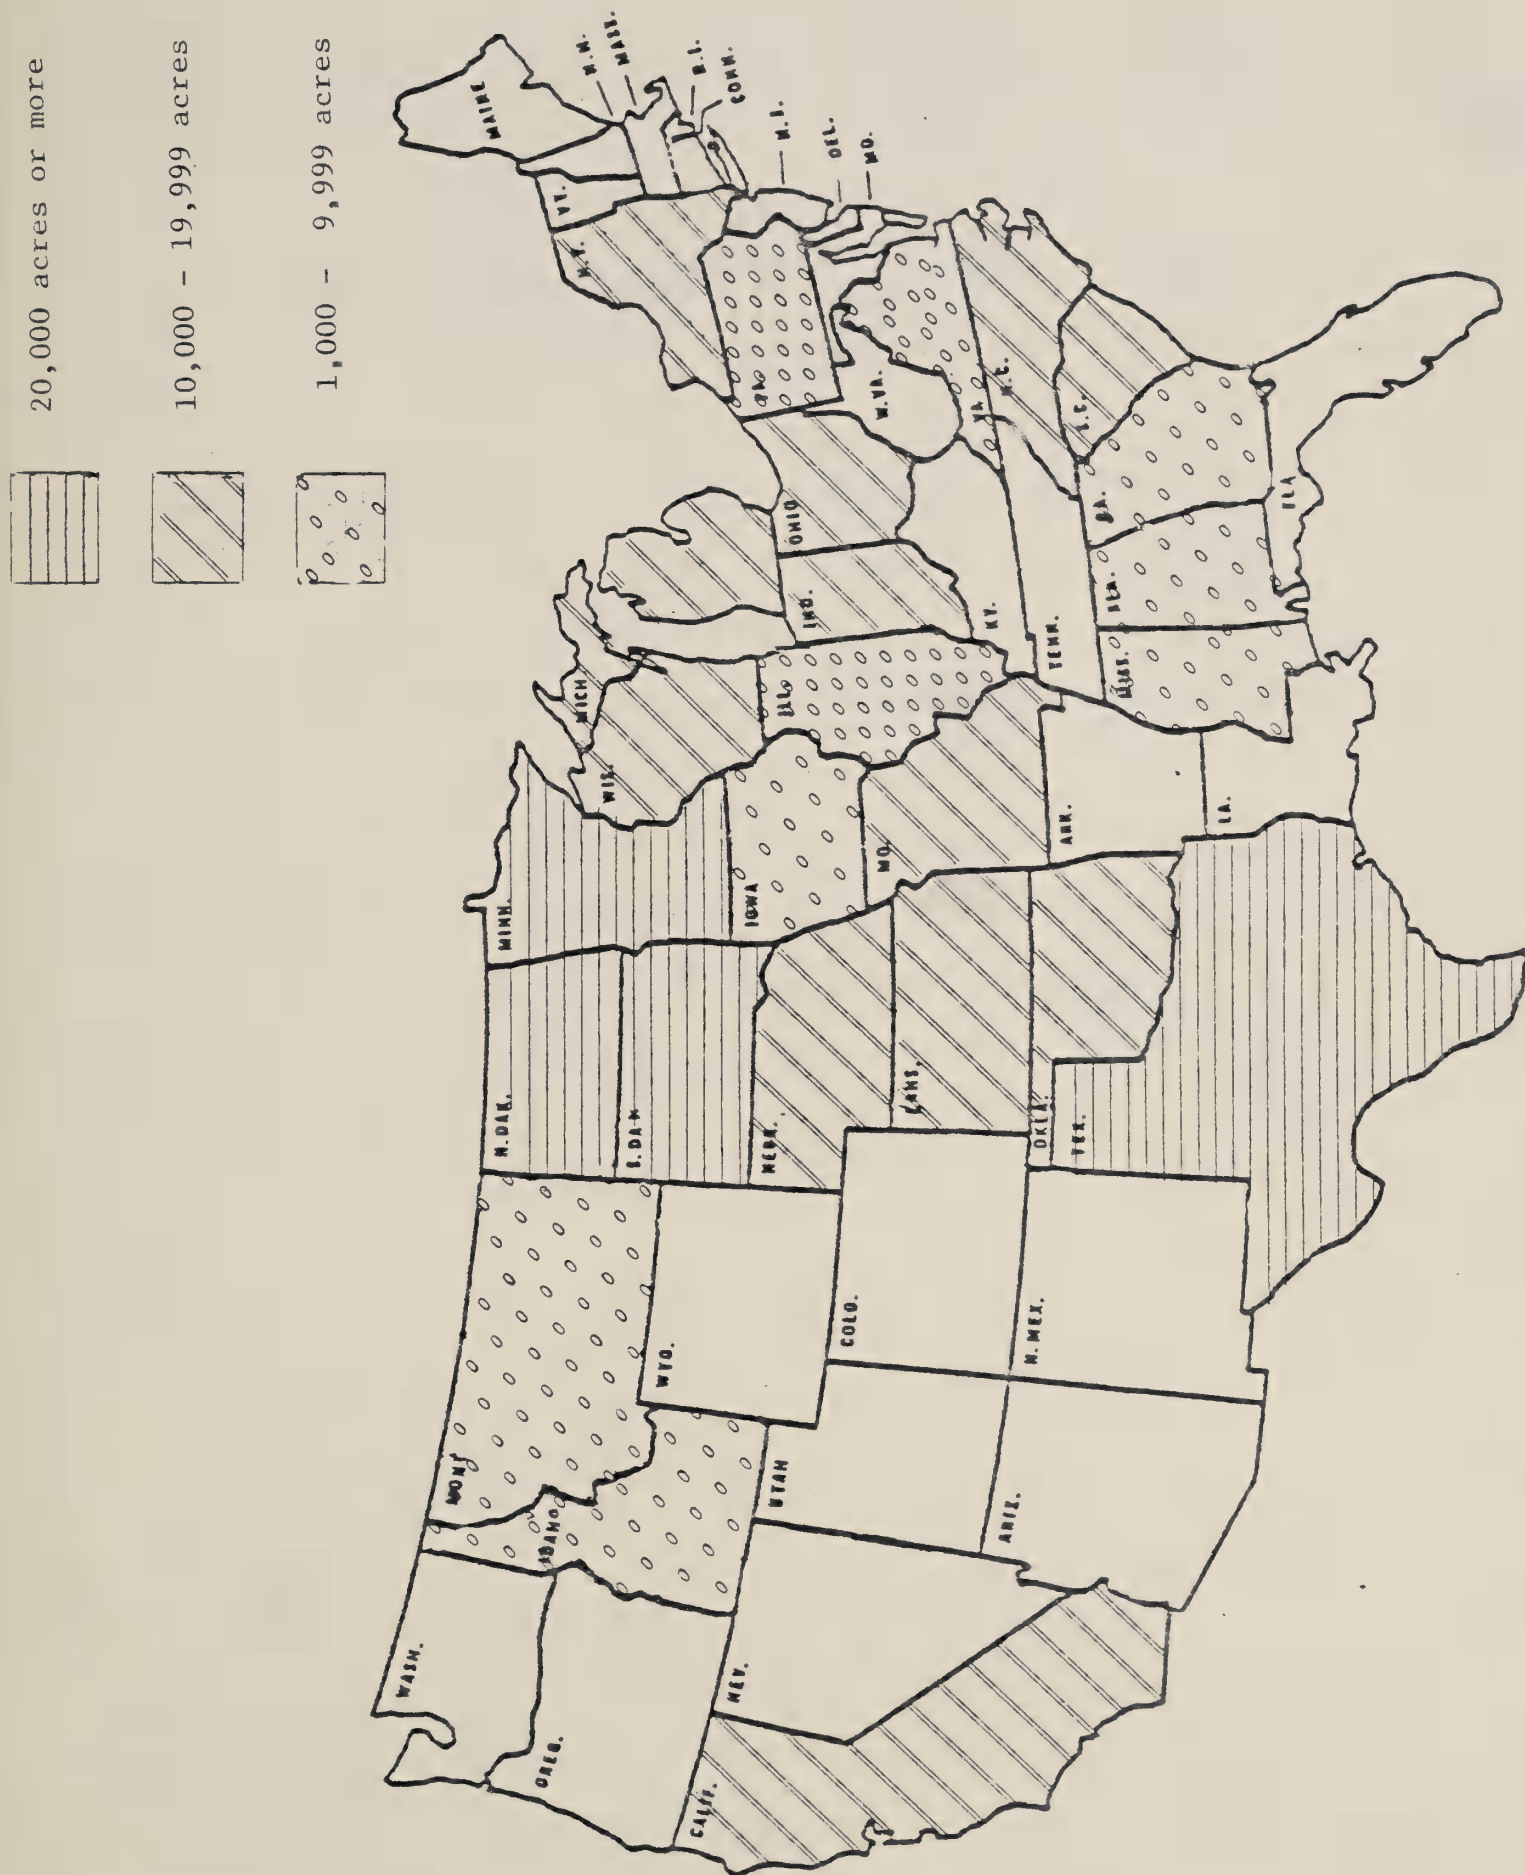 20,000 acres or more
10,000 - 19,999 acres
1,000 - 9,999 acres
WASH.
OREG.
CALIF.
NEV.
IDAHO
MONT
WYO.
UTAH
ARIZ.
COLO.
N. MEX.
N. DAK.
S. DAK
NEBR.
KANS.
OKLA.
TEX.
MINN.
IOWA
MO.
ARK.
LA.
WIS.
MICH
ILL.
IND.
OHIO
KY.
TENN.
MISS.
ALA.
GA.
FLA
S.C.
N.C.
VA.
W.VA.
PA.
N.Y.
VT.
MAINE
N.H.
MASS.
R.I.
CONN.
N.J.
DEL.
MD.